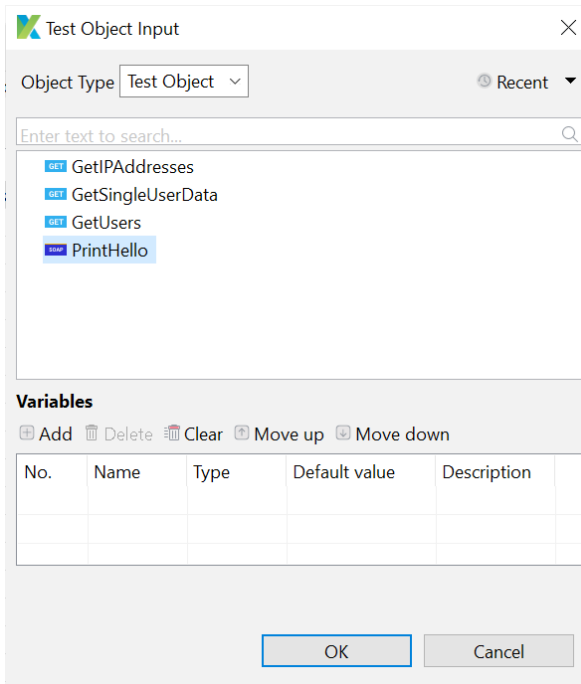 Test Object Input
Object Type Test Object Recent
Enter text to search...
GET GetIPAddresses
GET GetSingleUserData
GET GetUsers
SOAP PrintHello
Variables
Add Delete Clear Move up Move down
No. Name Type Default value Description
OK Cancel